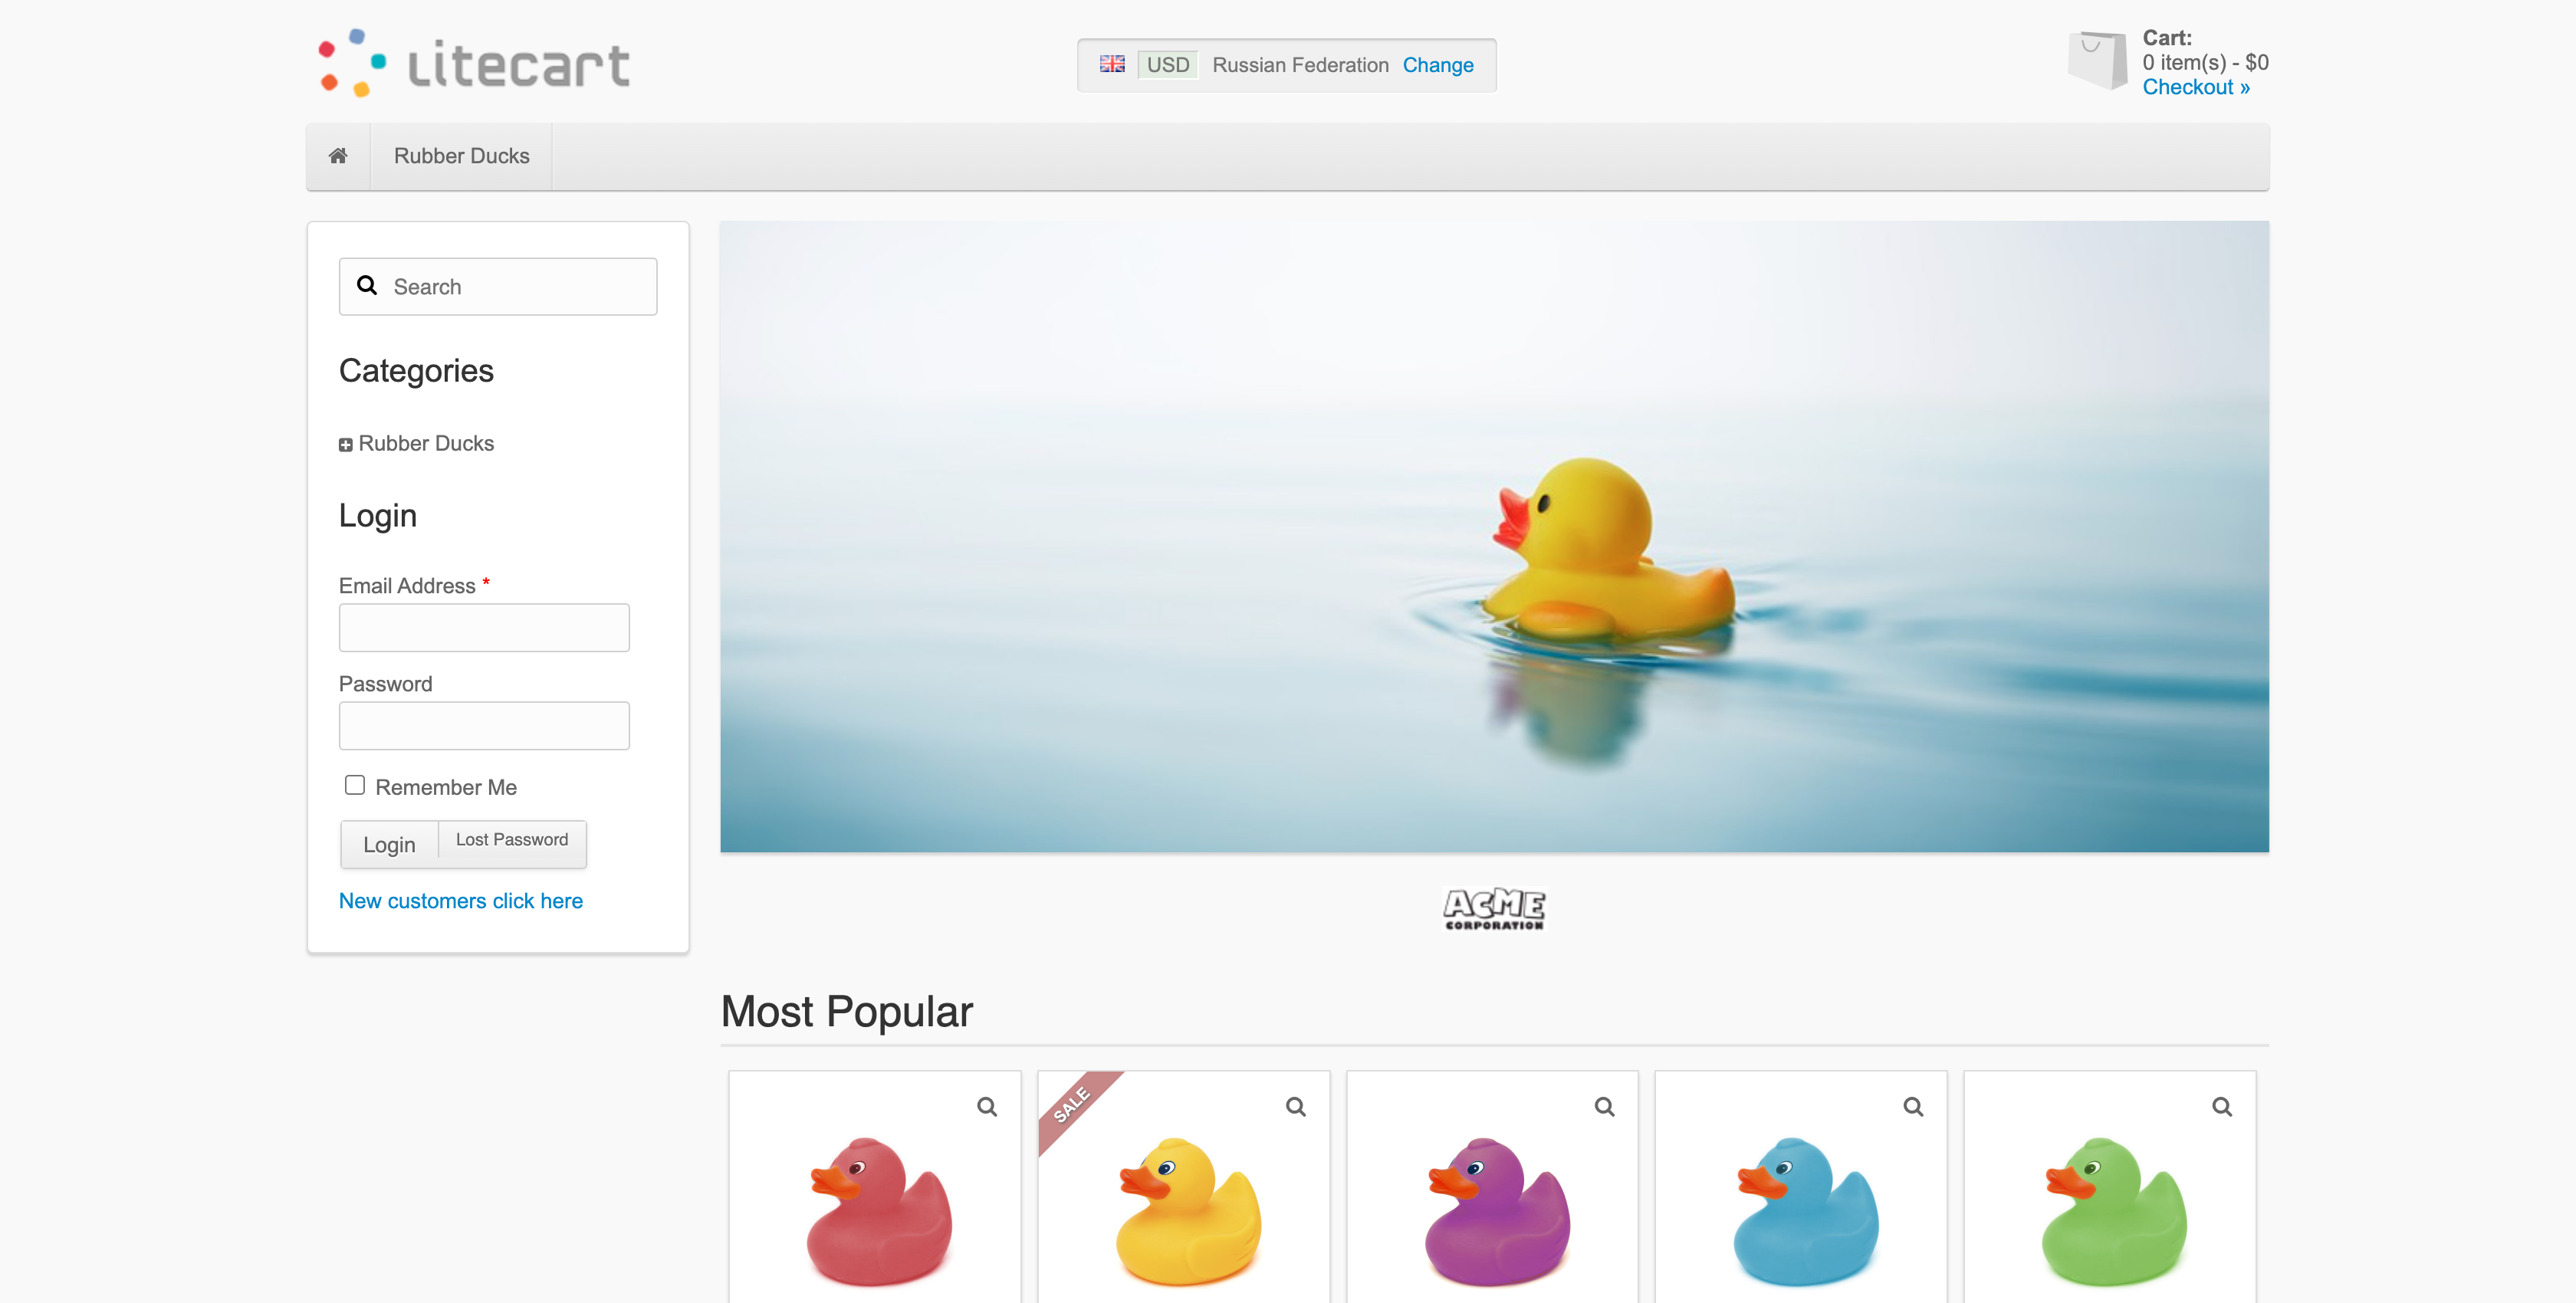 Litecart
USD Russian Federation Change
Cart:
0 item(s) - $0
Checkout »
Rubber Ducks
Search
Categories
Rubber Ducks
Login
Email Address *
Password
Remember Me
Login Lost Password
New customers click here
ACME
CORPORATION
Most Popular
SALE